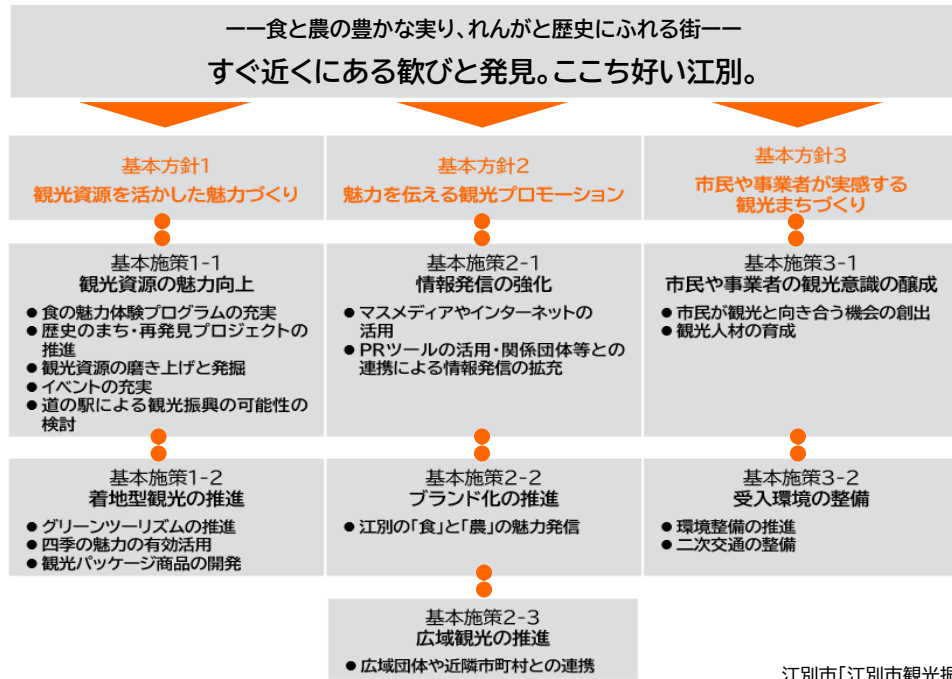 ーー食と農の豊かな実り、れんがと歴史にふれる街ーー
すぐ近くにある歓びと発見。ここち好い江別。
基本方針1
観光資源を活かした魅力づくり
基本施策1-1
観光資源の魅力向上
●食の魅力体験プログラムの充実
●歴史のまち・再発見プロジェクトの
推進
●観光資源の磨き上げと発掘
●イベントの充実
●道の駅による観光振興の可能性の
検討
基本施策1-2
着地型観光の推進
●グリーンツーリズムの推進
●四季の魅力の有効活用
●観光パッケージ商品の開発
基本方針2
魅力を伝える観光プロモーション
基本施策2-1
情報発信の強化
●マスメディアやインターネットの
活用
●PRツールの活用・関係団体等との
連携による情報発信の拡充
基本施策2-2
ブランド化の推進
●江別の「食」と「農」の魅力発信
基本施策2-3
広域観光の推進
●広域団体や近隣市町村との連携
基本方針3
市民や事業者が実感する
観光まちづくり
基本施策3-1
市民や事業者の観光意識の醸成
●市民が観光と向き合う機会の創出
●観光人材の育成
基本施策3-2
受入環境の整備
●環境整備の推進
●二次交通の整備
江別市「江別市観光振